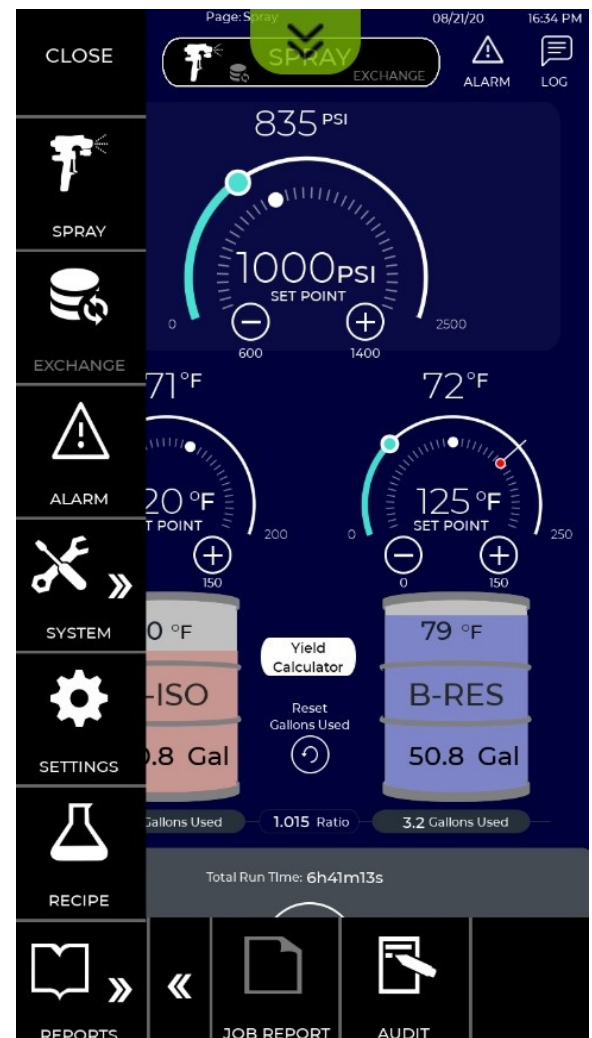 Page:Spray
08/21/20
16:34 PM
CLOSE
SPRAY
EXCHANGE
ALARM
LOG
835 PSI
1000PSI
SET POINT
0
2500
600
1400
SPRAY
EXCHANGE
71°F
72°F
20 °F
T POINT
200
150
0
125 °F
SET POINT
250
0
150
ALARM
SYSTEM
0 °F
79 °F
Yield
Calculator
-ISO
B-RES
Reset
Gallons Used
.8 Gal
50.8 Gal
SETTINGS
Gallons Used
1.015 Ratio
3.2 Gallons Used
RECIPE
Total Run TIme: 6h41m13s
REPORTS
JOB REPORT
AUDIT